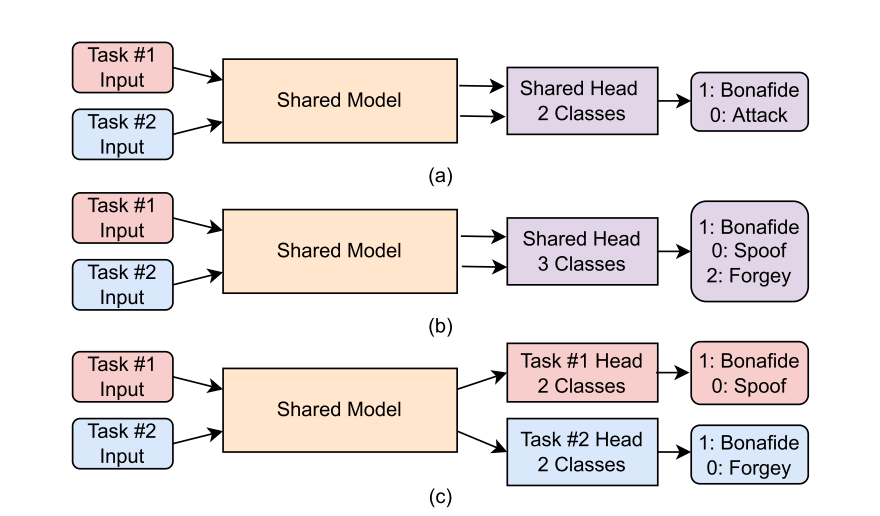 Task #1
Input
Task #2
Input
Shared Model
Shared Head
2 Classes
1: Bonafide
0: Attack
(a)
Task #1
Input
Task #2
Input
Shared Model
Shared Head
3 Classes
1: Bonafide
0: Spoof
2: Forgey
(b)
Task #1
Input
Task #2
Input
Shared Model
Task #1 Head
2 Classes
1: Bonafide
0: Spoof
Task #2 Head
2 Classes
1: Bonafide
0: Forgey
(c)